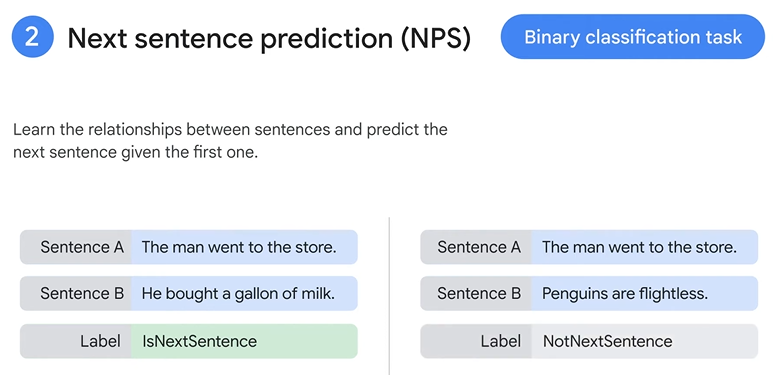 2 Next sentence prediction (NPS) Binary classification task
Learn the relationships between sentences and predict the
next sentence given the first one.
Sentence A The man went to the store.
Sentence B He bought a gallon of milk.
Label IsNextSentence
Sentence A The man went to the store.
Sentence B Penguins are flightless.
Label NotNextSentence